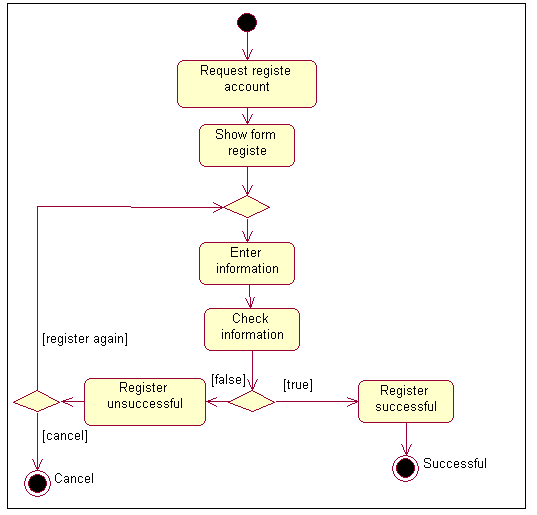 Request registe
account
Show form
registe
Enter
information
Check
information
[register again]
[false]
[true]
Register
unsuccessful
Register
successful
[cancel]
Cancel
Successful